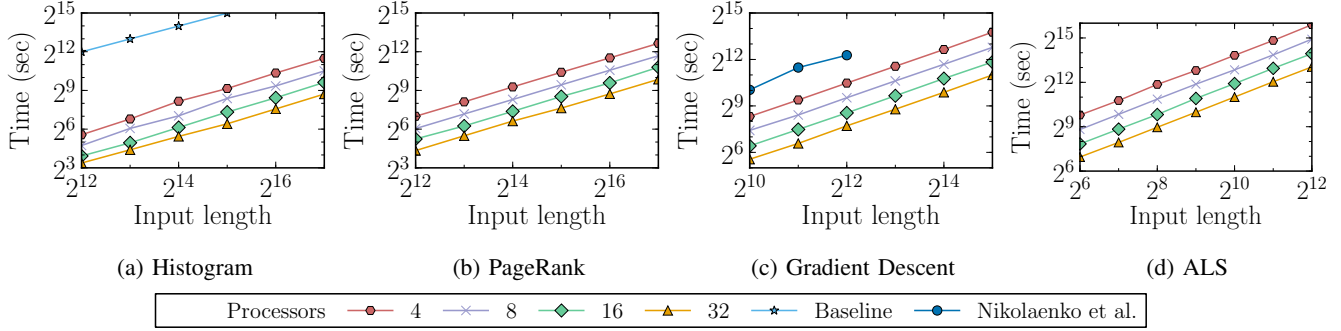 Time (sec)
2^15
2^12
2^9
2^6
2^3
2^12 2^14 2^16
Input length
(a) Histogram
Time (sec)
2^15
2^12
2^9
2^6
2^3
2^12 2^14 2^16
Input length
(b) PageRank
Time (sec)
2^15
2^12
2^9
2^6
2^10 2^12 2^14
Input length
(c) Gradient Descent
Time (sec)
2^15
2^12
2^9
2^6
2^6 2^8 2^10 2^12
Input length
(d) ALS
Processors 4 8 16 32 Baseline Nikolaenko et al.